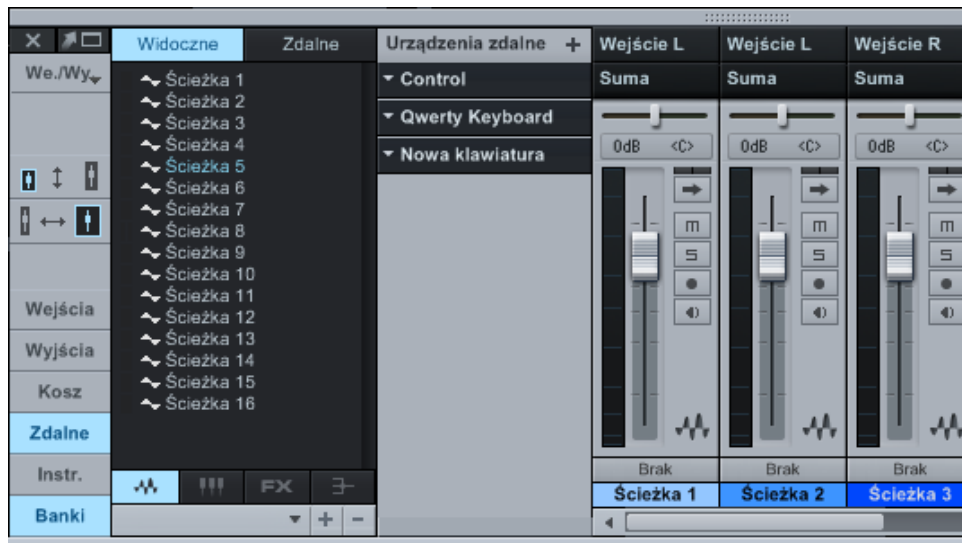 We./Wy.
Wejścia
Wyjścia
Kosz
Zdalne
Instr.
Banki
Widoczne
Zdalne
Ścieżka 1
Ścieżka 2
Ścieżka 3
Ścieżka 4
Ścieżka 5
Ścieżka 6
Ścieżka 7
Ścieżka 8
Ścieżka 9
Ścieżka 10
Ścieżka 11
Ścieżka 12
Ścieżka 13
Ścieżka 14
Ścieżka 15
Ścieżka 16
FX
Urządzenia zdalne +
Control
Qwerty Keyboard
Nowa klawiatura
Wejście L
Suma
0dB <C>
M
S
Brak
Ścieżka 1
Wejście L
Suma
0dB <C>
M
S
Brak
Ścieżka 2
Wejście R
Suma
0dB <C>
M
S
Brak
Ścieżka 3